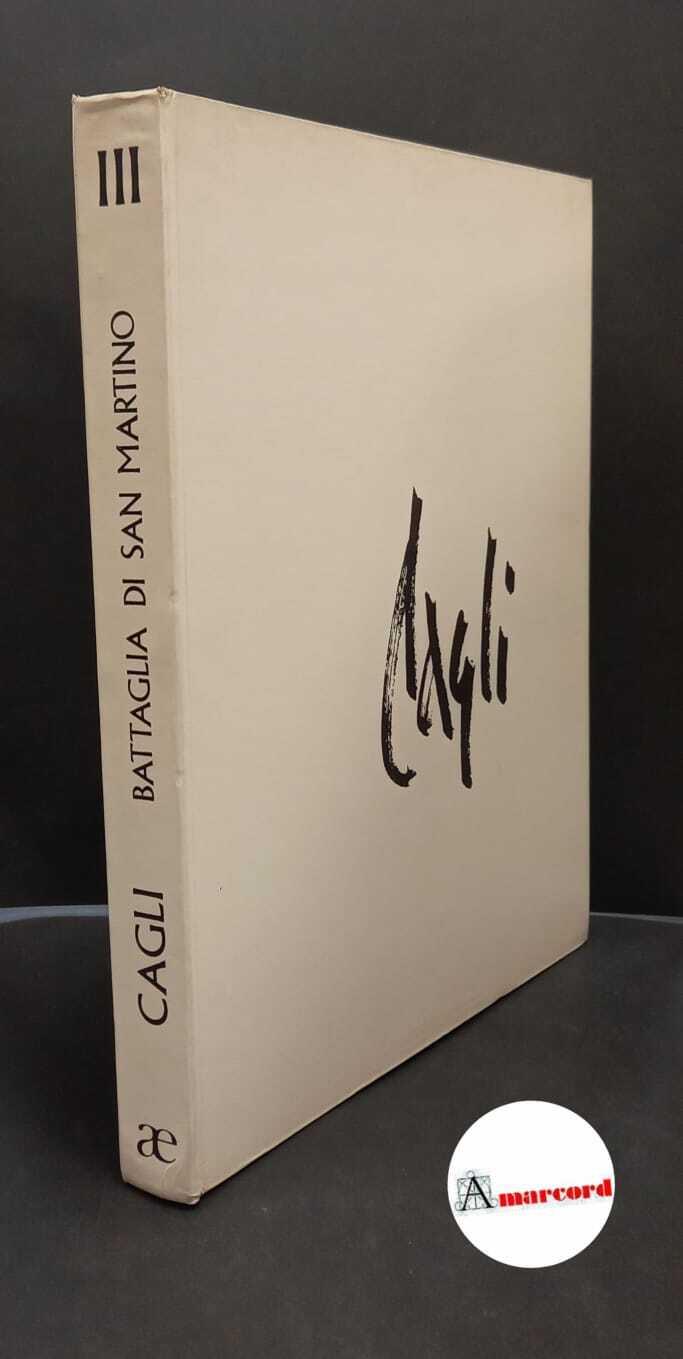 III
BATTAGLIA DI SAN MARTINO
CAGLI
æ
Cagli
Amarcord